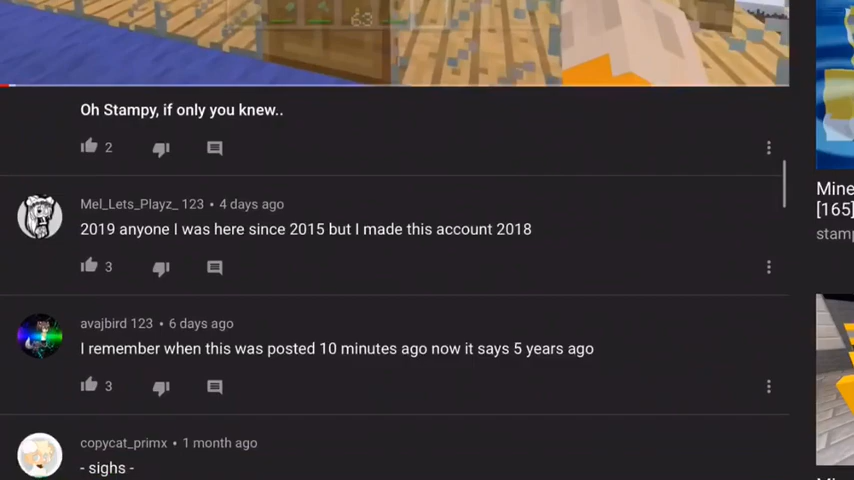 63
Oh Stampy, if only you knew..
2
Mel_Lets_Playz_ 123 • 4 days ago
2019 anyone I was here since 2015 but I made this account 2018
3
avajbird 123 • 6 days ago
I remember when this was posted 10 minutes ago now it says 5 years ago
3
copycat_primx • 1 month ago
- sighs -
Mine
[165]
stamp